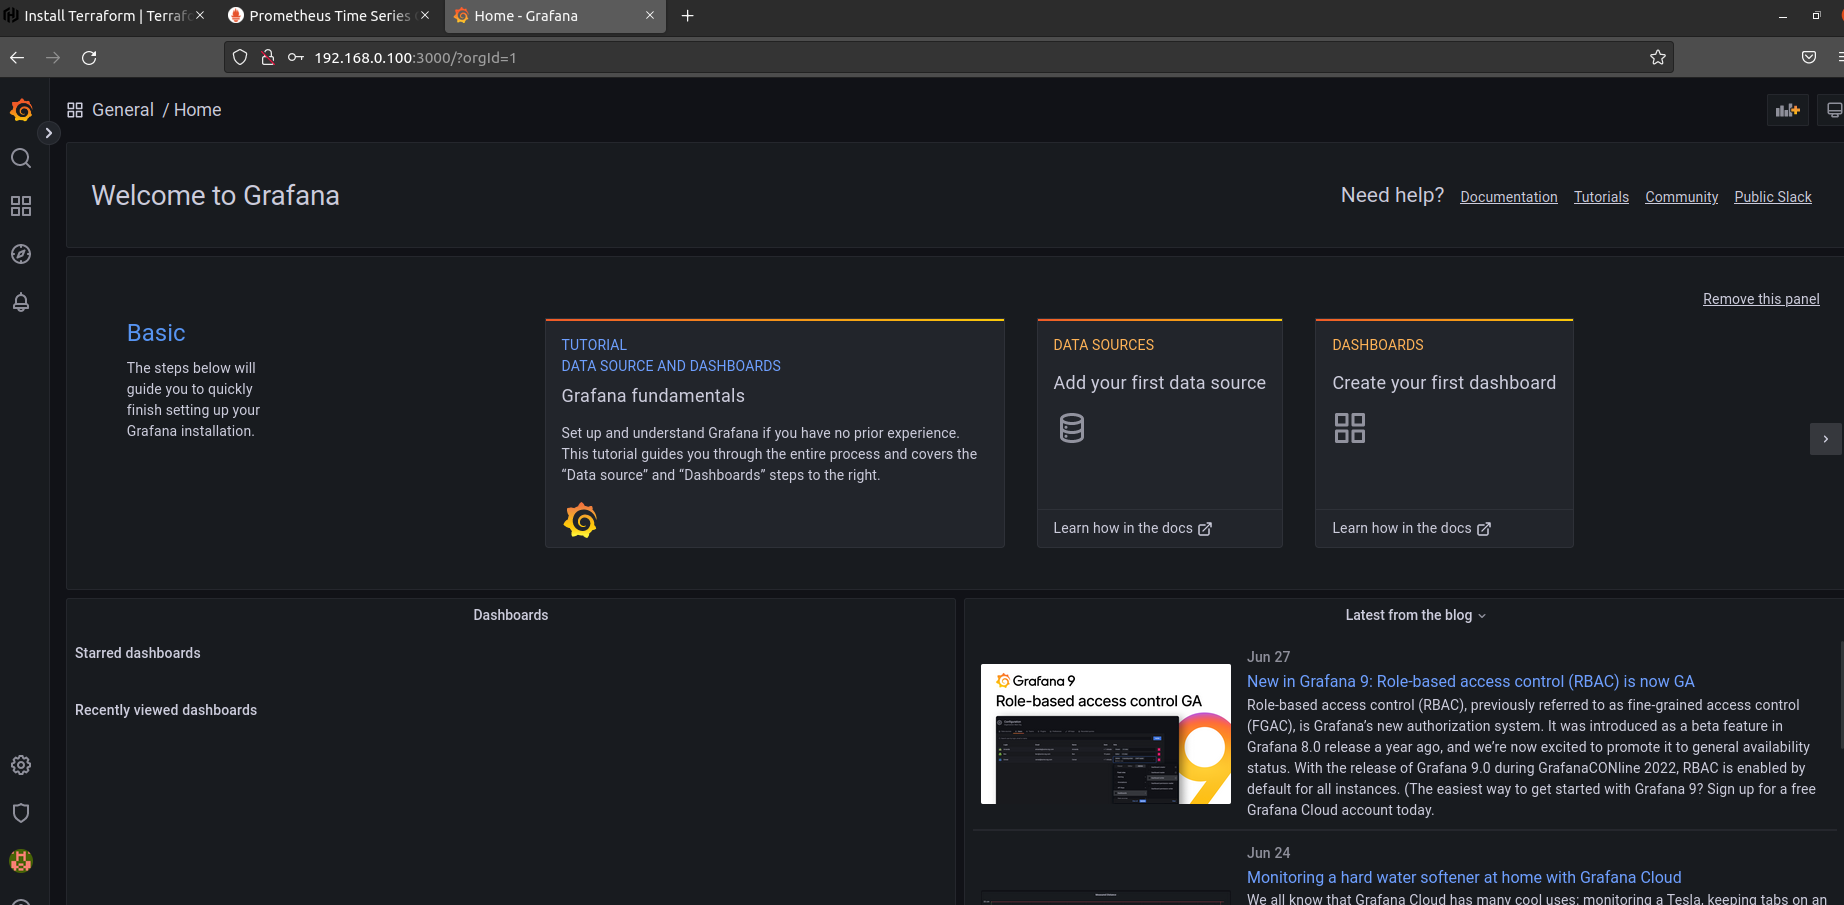 Install Terraform | Terraf
Prometheus Time Series
Home - Grafana
192.168.0.100:3000/?orgId=1
General / Home
Welcome to Grafana
Need help? Documentation Tutorials Community Public Slack
Remove this panel
Basic
The steps below will
guide you to quickly
finish setting up your
Grafana installation.
TUTORIAL
DATA SOURCE AND DASHBOARDS
Grafana fundamentals
Set up and understand Grafana if you have no prior experience.
This tutorial guides you through the entire process and covers the
“Data source” and “Dashboards” steps to the right.
DATA SOURCES
Add your first data source
Learn how in the docs
DASHBOARDS
Create your first dashboard
Learn how in the docs
Dashboards
Starred dashboards
Recently viewed dashboards
Latest from the blog
Grafana 9
Role-based access control GA
Jun 27
New in Grafana 9: Role-based access control (RBAC) is now GA
Role-based access control (RBAC), previously referred to as fine-grained access control
(FGAC), is Grafana’s new authorization system. It was introduced as a beta feature in
Grafana 8.0 release a year ago, and we’re now excited to promote it to general availability
status. With the release of Grafana 9.0 during GrafanaCONline 2022, RBAC is enabled by
default for all instances. (The easiest way to get started with Grafana 9? Sign up for a free
Grafana Cloud account today.
Jun 24
Monitoring a hard water softener at home with Grafana Cloud
We all know that Grafana Cloud has many cool uses: monitoring a Tesla, keeping tabs on an